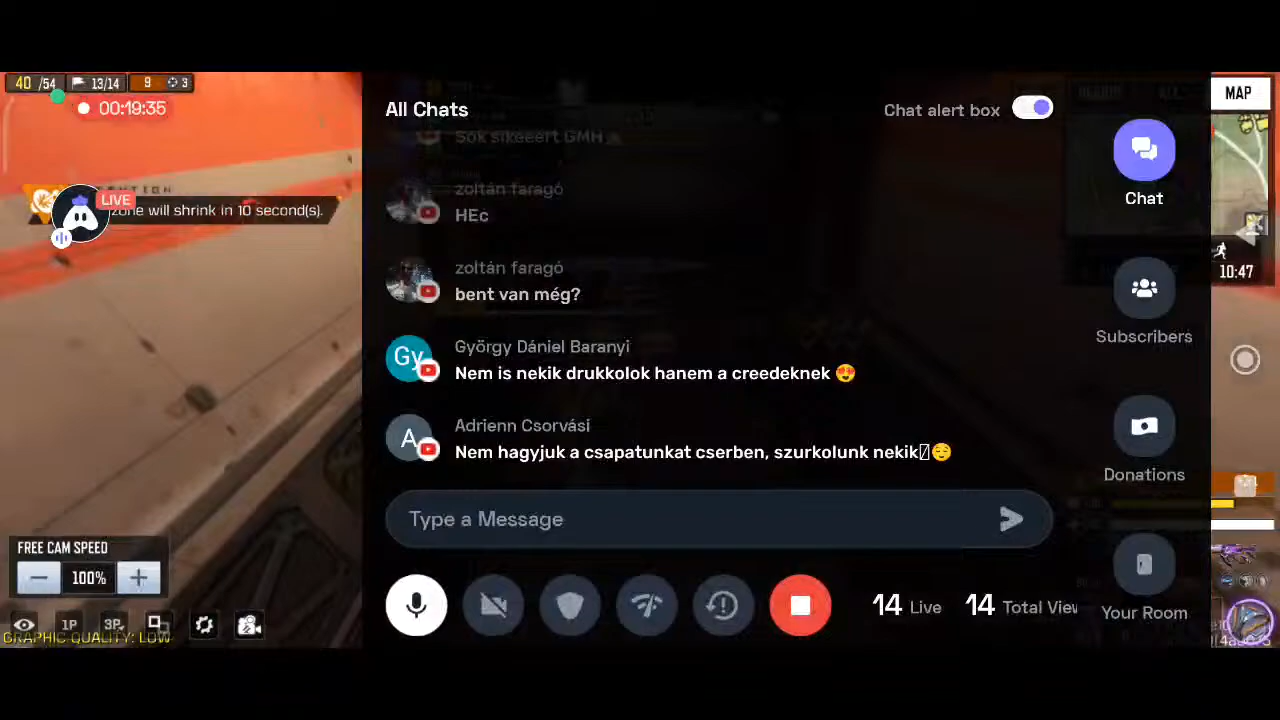 40 /54 13/14 9 3
00:19:35
LIVE
zone will shrink in 10 second(s).
FREE CAM SPEED
100%
1P 3P
GRAPHIC QUALITY: LOW
All Chats
Chat alert box
Sok sikeeert GMH
zoltán faragó
HEc
zoltán faragó
bent van még?
György Dániel Baranyi
Gy
Nem is nekik drukkolok hanem a creedeknek 😍
Adrienn Csorvási
A
Nem hagyjuk a csapatunkat cserben, szurkolunk nekik 😌
Type a Message
14 Live 14 Total View
Chat
Subscribers
Donations
Your Room
MAP
10:47